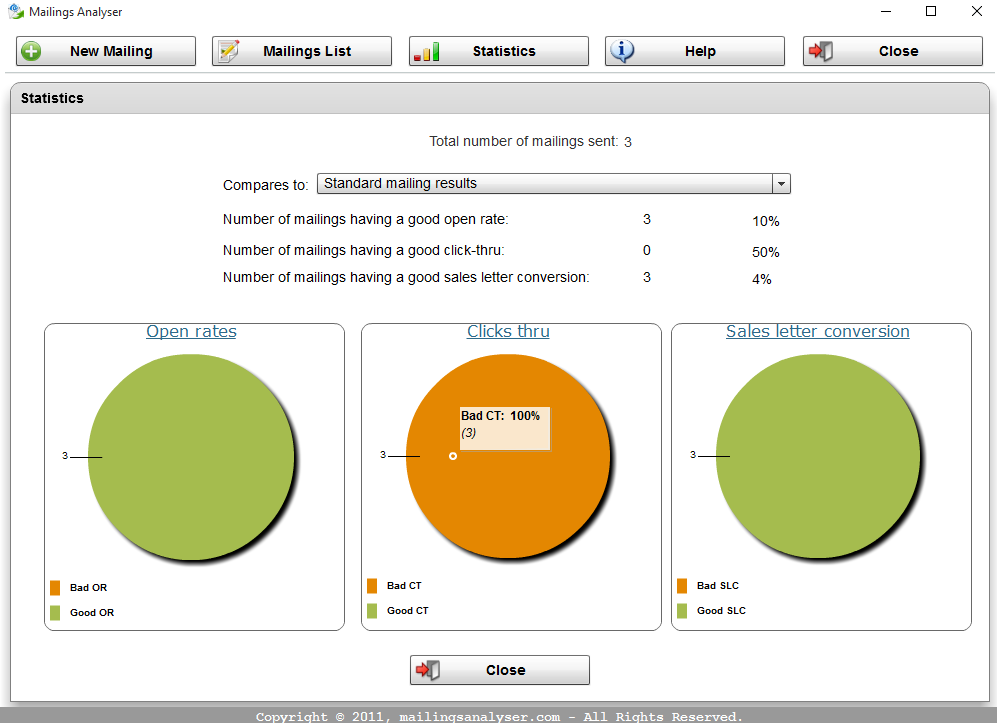 Mailings Analyser
New Mailing Mailings List Statistics Help Close
Statistics
Total number of mailings sent: 3
Compares to: Standard mailing results
Number of mailings having a good open rate: 3 10%
Number of mailings having a good click-thru: 0 50%
Number of mailings having a good sales letter conversion: 3 4%
Open rates Clicks thru Sales letter conversion
Bad CT: 100%
(3)
3 3 3
Bad OR Bad CT Bad SLC
Good OR Good CT Good SLC
Close
Copyright © 2011, mailingsanalyser.com - All Rights Reserved.